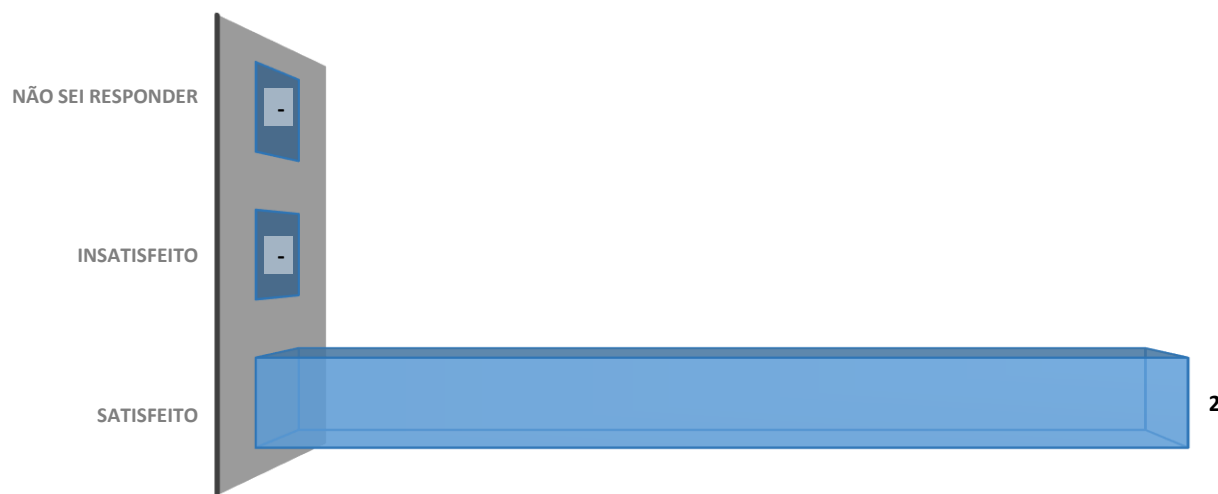 NÃO SEI RESPONDER
-
INSATISFEITO
-
SATISFEITO
2